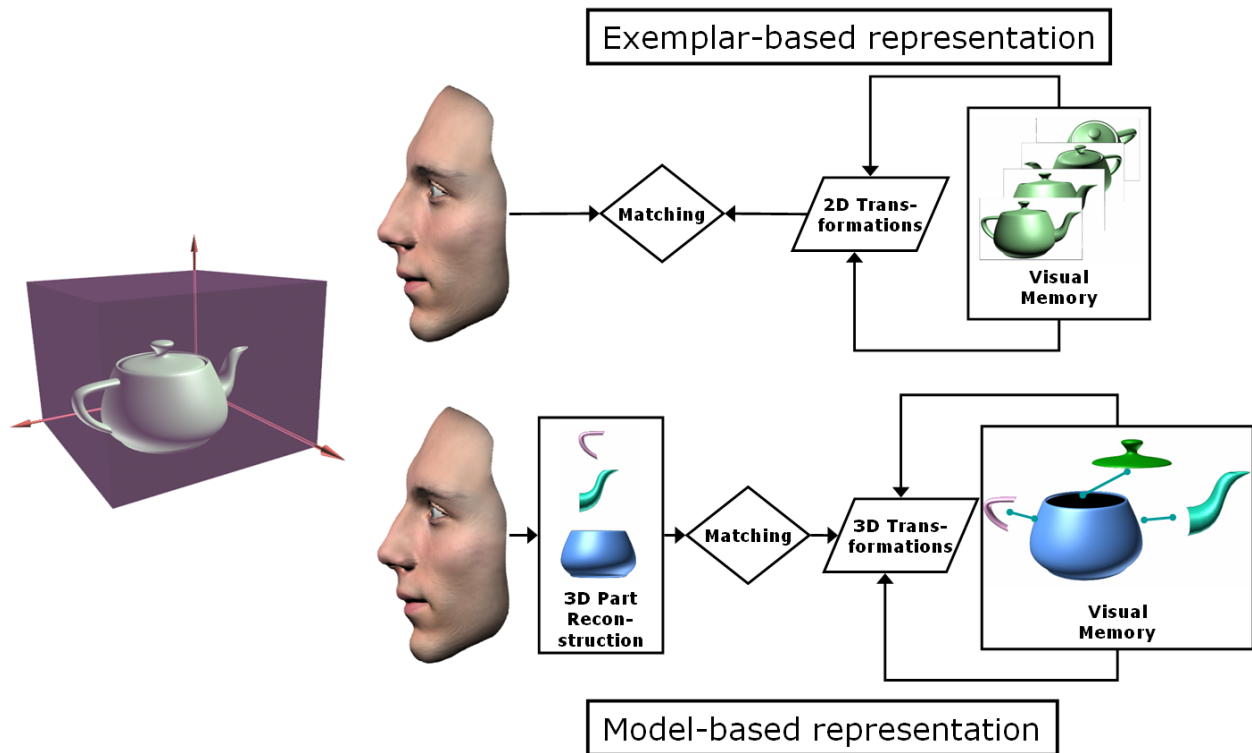 Exemplar-based representation
Matching
2D Trans-
formations
Visual
Memory
3D Part
Recon-
struction
Matching
3D Trans-
formations
Visual
Memory
Model-based representation